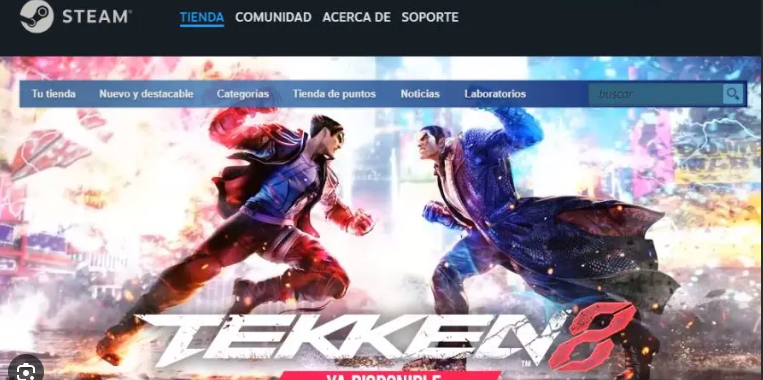 STEAM®
TIENDA COMUNIDAD ACERCA DE SOPORTE
Tu tienda Nuevo y destacable Categorías Tienda de puntos Noticias Laboratorios buscar
TEKKEN 8
™
YA DISPONIBLE